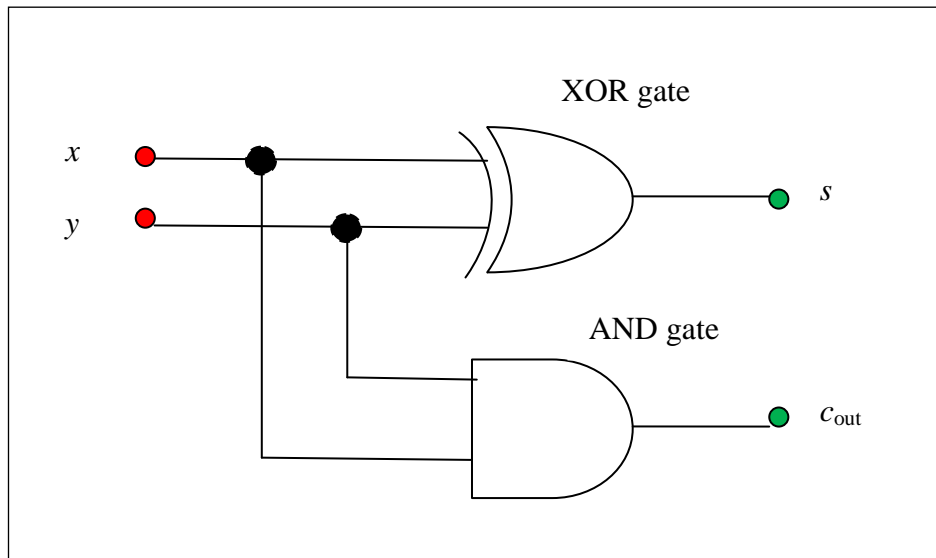 XOR gate
x
s
y
AND gate
c_out